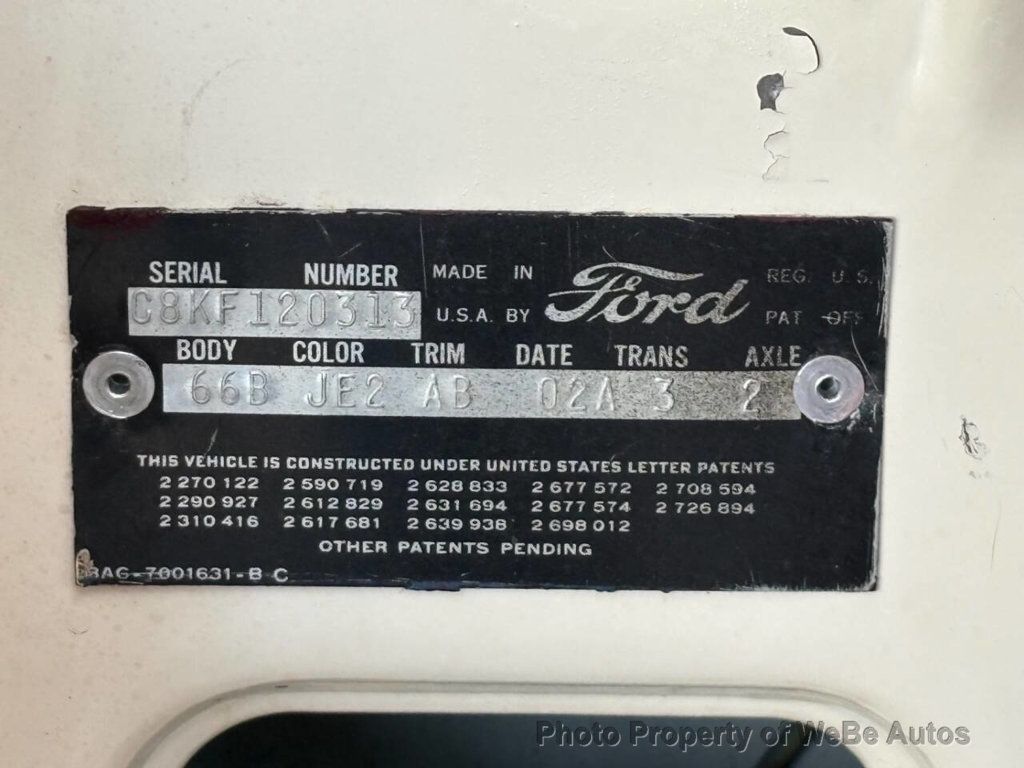 SERIAL NUMBER MADE IN Ford REG. U.S.
C8KF120313 U.S.A. BY PAT OFF
BODY COLOR TRIM DATE TRANS AXLE
66B JE2 AB 02A 3 2
THIS VEHICLE IS CONSTRUCTED UNDER UNITED STATES LETTER PATENTS
2 270 122 2 590 719 2 628 833 2 677 572 2 708 594
2 290 927 2 612 829 2 631 694 2 677 574 2 726 894
2 310 416 2 617 681 2 639 938 2 698 012
OTHER PATENTS PENDING
8AG-7001631-B C
Photo Property of WeBe Autos